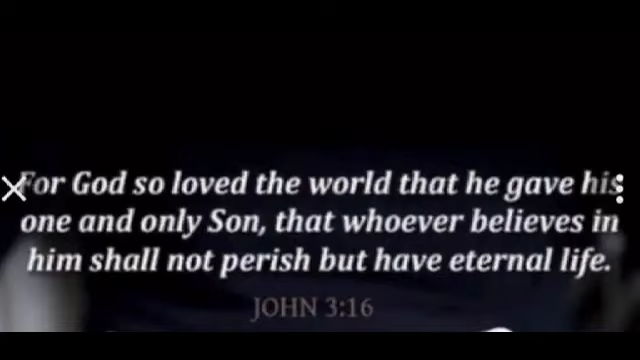 For God so loved the world that he gave his
one and only Son, that whoever believes in
him shall not perish but have eternal life.
JOHN 3:16